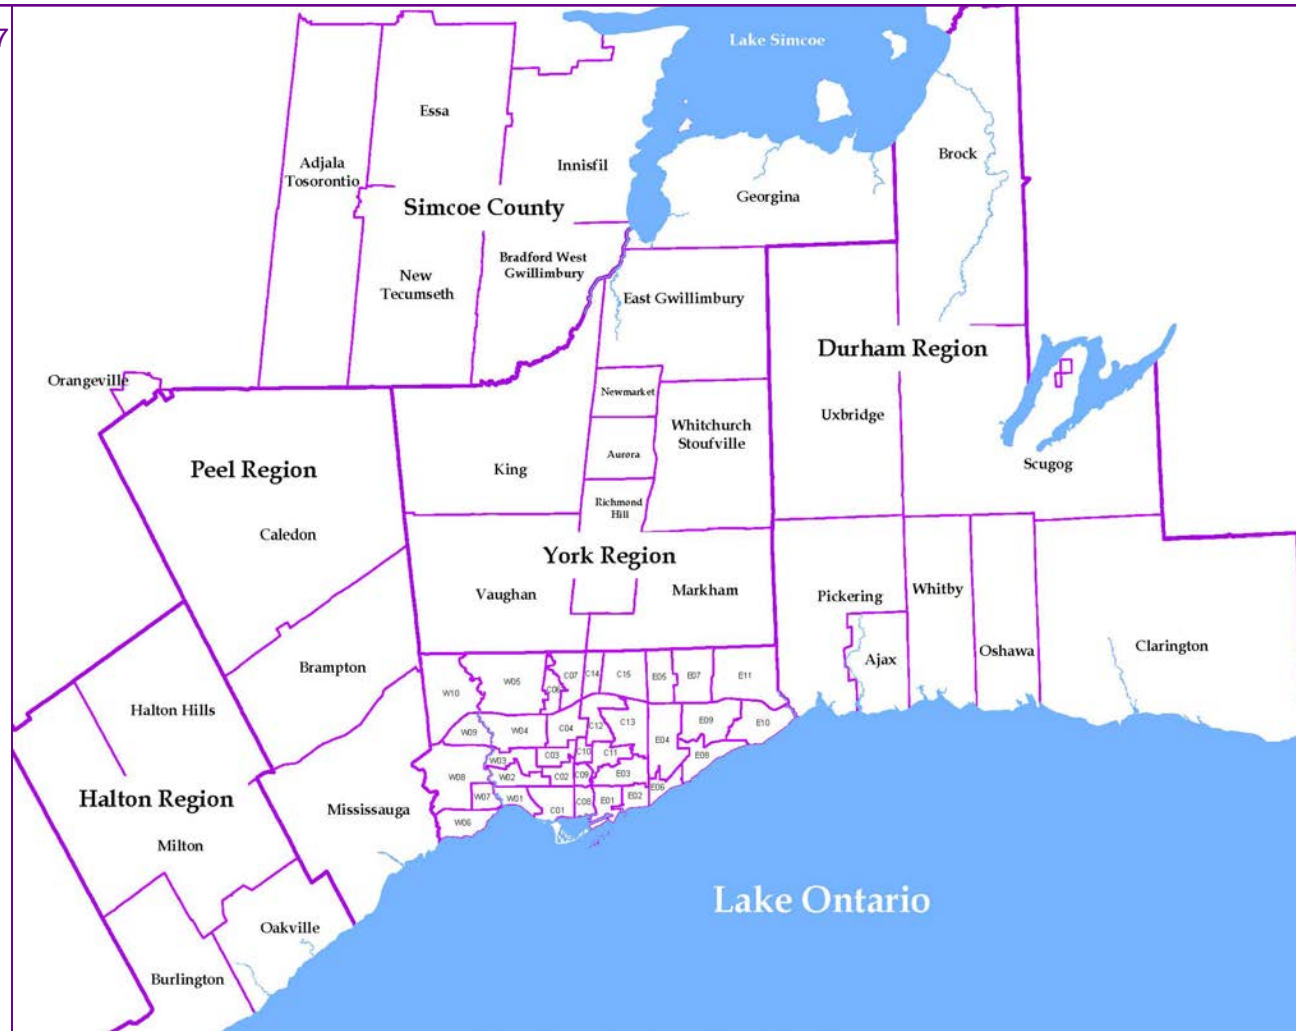 7
Lake Simcoe
Essa
Brock
Adjala
Tosorontio
Innisfil
Georgina
Simcoe County
Bradford West
Gwillimbury
New
Tecumseth
East Gwillimbury
Durham Region
Orangeville
Newmarket
Uxbridge
Whitchurch
Stoufville
Aurora
Scugog
Peel Region
King
Richmond
Hill
Caledon
York Region
Vaughan
Markham
Pickering
Whitby
Clarington
Oshawa
Ajax
Brampton
W10
W05
C06
C07
C14
C15
E05
E07
E11
Halton Hills
W09
W04
C04
C12
C13
E04
E09
E10
W03
C03
C10
C11
E08
W08
W02
C02
C09
E03
Halton Region
Mississauga
W07
W01
C01
C08
E01
E02
E06
W06
Milton
Lake Ontario
Oakville
Burlington